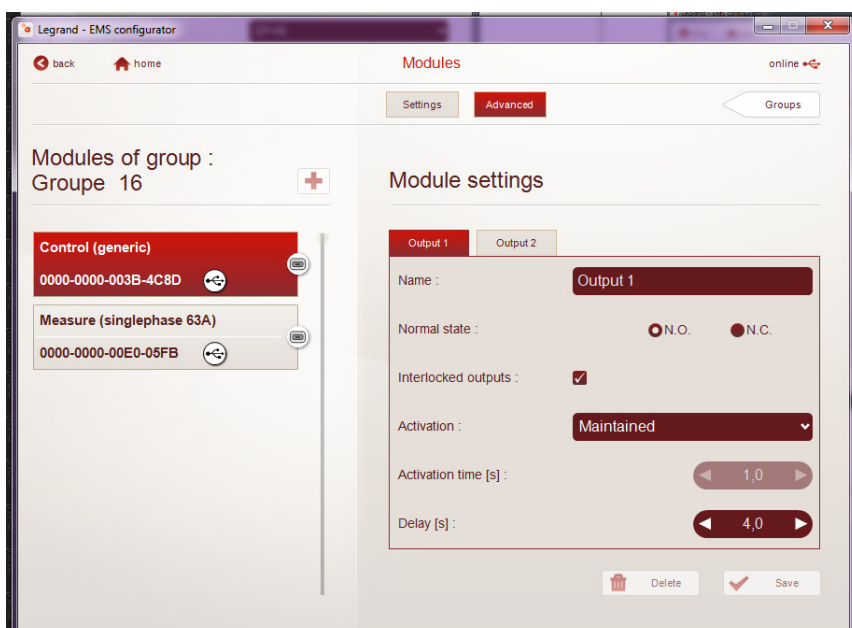 Legrand - EMS configurator
back home Modules online
Settings Advanced Groups
Modules of group :
Groupe 16
Module settings
Control (generic)
0000-0000-003B-4C8D
Measure (singlephase 63A)
0000-0000-00E0-05FB
Output 1 Output 2
Name : Output 1
Normal state : N.O. N.C.
Interlocked outputs :
Activation : Maintained
Activation time [s] : 1,0
Delay [s] : 4,0
Delete Save